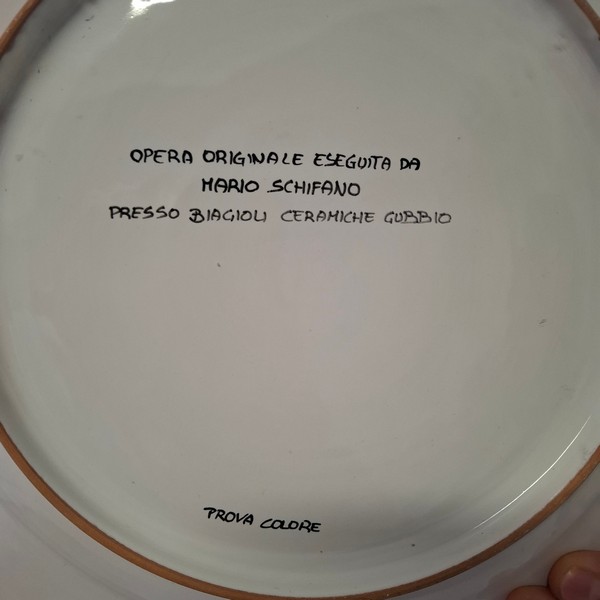 OPERA ORIGINALE ESEGUITA DA
MARIO SCHIFANO
PRESSO BIAGIOLI CERAMICHE GUBBIO
PROVA COLORE